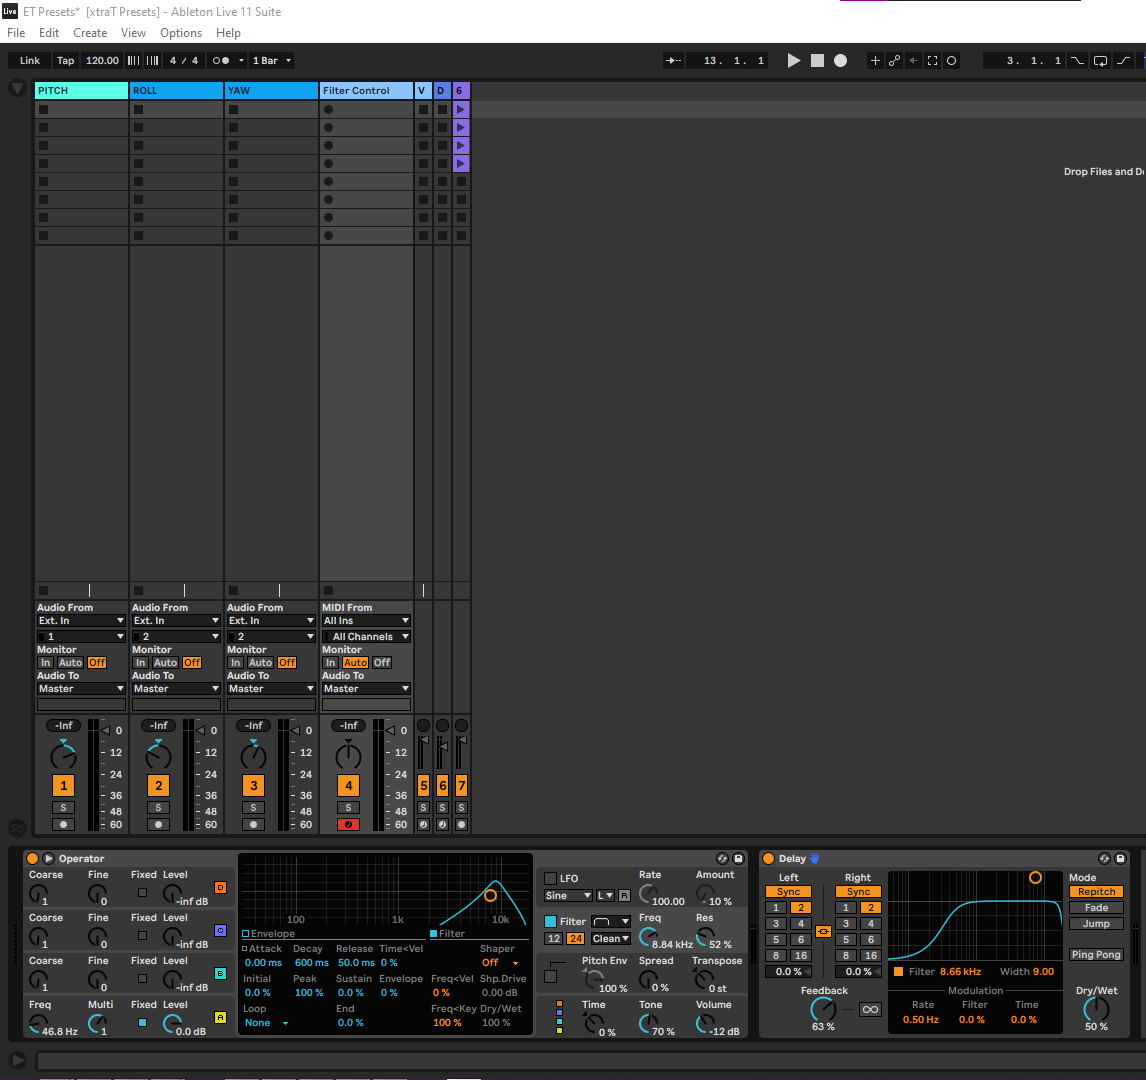 Live ET Presets* [xtraT Presets] - Ableton Live 11 Suite
File Edit Create View Options Help
Link Tap 120.00 4 / 4 1 Bar 13. 1. 1 3. 1. 1
PITCH ROLL YAW Filter Control V D 6
Drop Files and De
Audio From Audio From Audio From MIDI From
Ext. In Ext. In Ext. In All Ins
1 2 2 All Channels
Monitor Monitor Monitor Monitor
In Auto Off In Auto Off In Auto Off In Auto Off
Audio To Audio To Audio To Audio To
Master Master Master Master
-Inf -Inf -Inf -Inf
0 0 0 0
12 12 12 12
24 24 24 24
1 2 3 4 5 6 7
36 36 36 36
S S S S S S S
48 48 48 48
60 60 60 60
Operator
Coarse Fine Fixed Level
1 0 -inf dB D
Coarse Fine Fixed Level
1 0 -inf dB C
Coarse Fine Fixed Level
1 0 -inf dB B
Freq Multi Fixed Level
46.8 Hz 1 0.0 dB A
100 1k 10k
Envelope Filter
Attack Decay Release Time<Vel Shaper
0.00 ms 600 ms 50.0 ms 0 % Off
Initial Peak Sustain Envelope Freq<Vel Shp.Drive
0.0 % 100 % 0.0 % 0 % 0 % 0.00 dB
Loop End Freq<Key Dry/Wet
None 0.0 % 100 % 100 %
LFO Rate Amount
Sine L R 100.00 10 %
Filter Freq Res
12 24 Clean 8.84 kHz 52 %
Pitch Env Spread Transpose
100 % 0 % 0 st
Time Tone Volume
0 % 70 % -12 dB
Delay
Left Right Mode
Sync Sync Repitch
1 2 1 2 Fade
3 4 3 4 Jump
5 6 5 6
8 16 8 16 Ping Pong
0.0 % 0.0 % Filter 8.66 kHz Width 9.00
Feedback Modulation Dry/Wet
Rate Filter Time
63 % 0.50 Hz 0.0 % 0.0 % 50 %